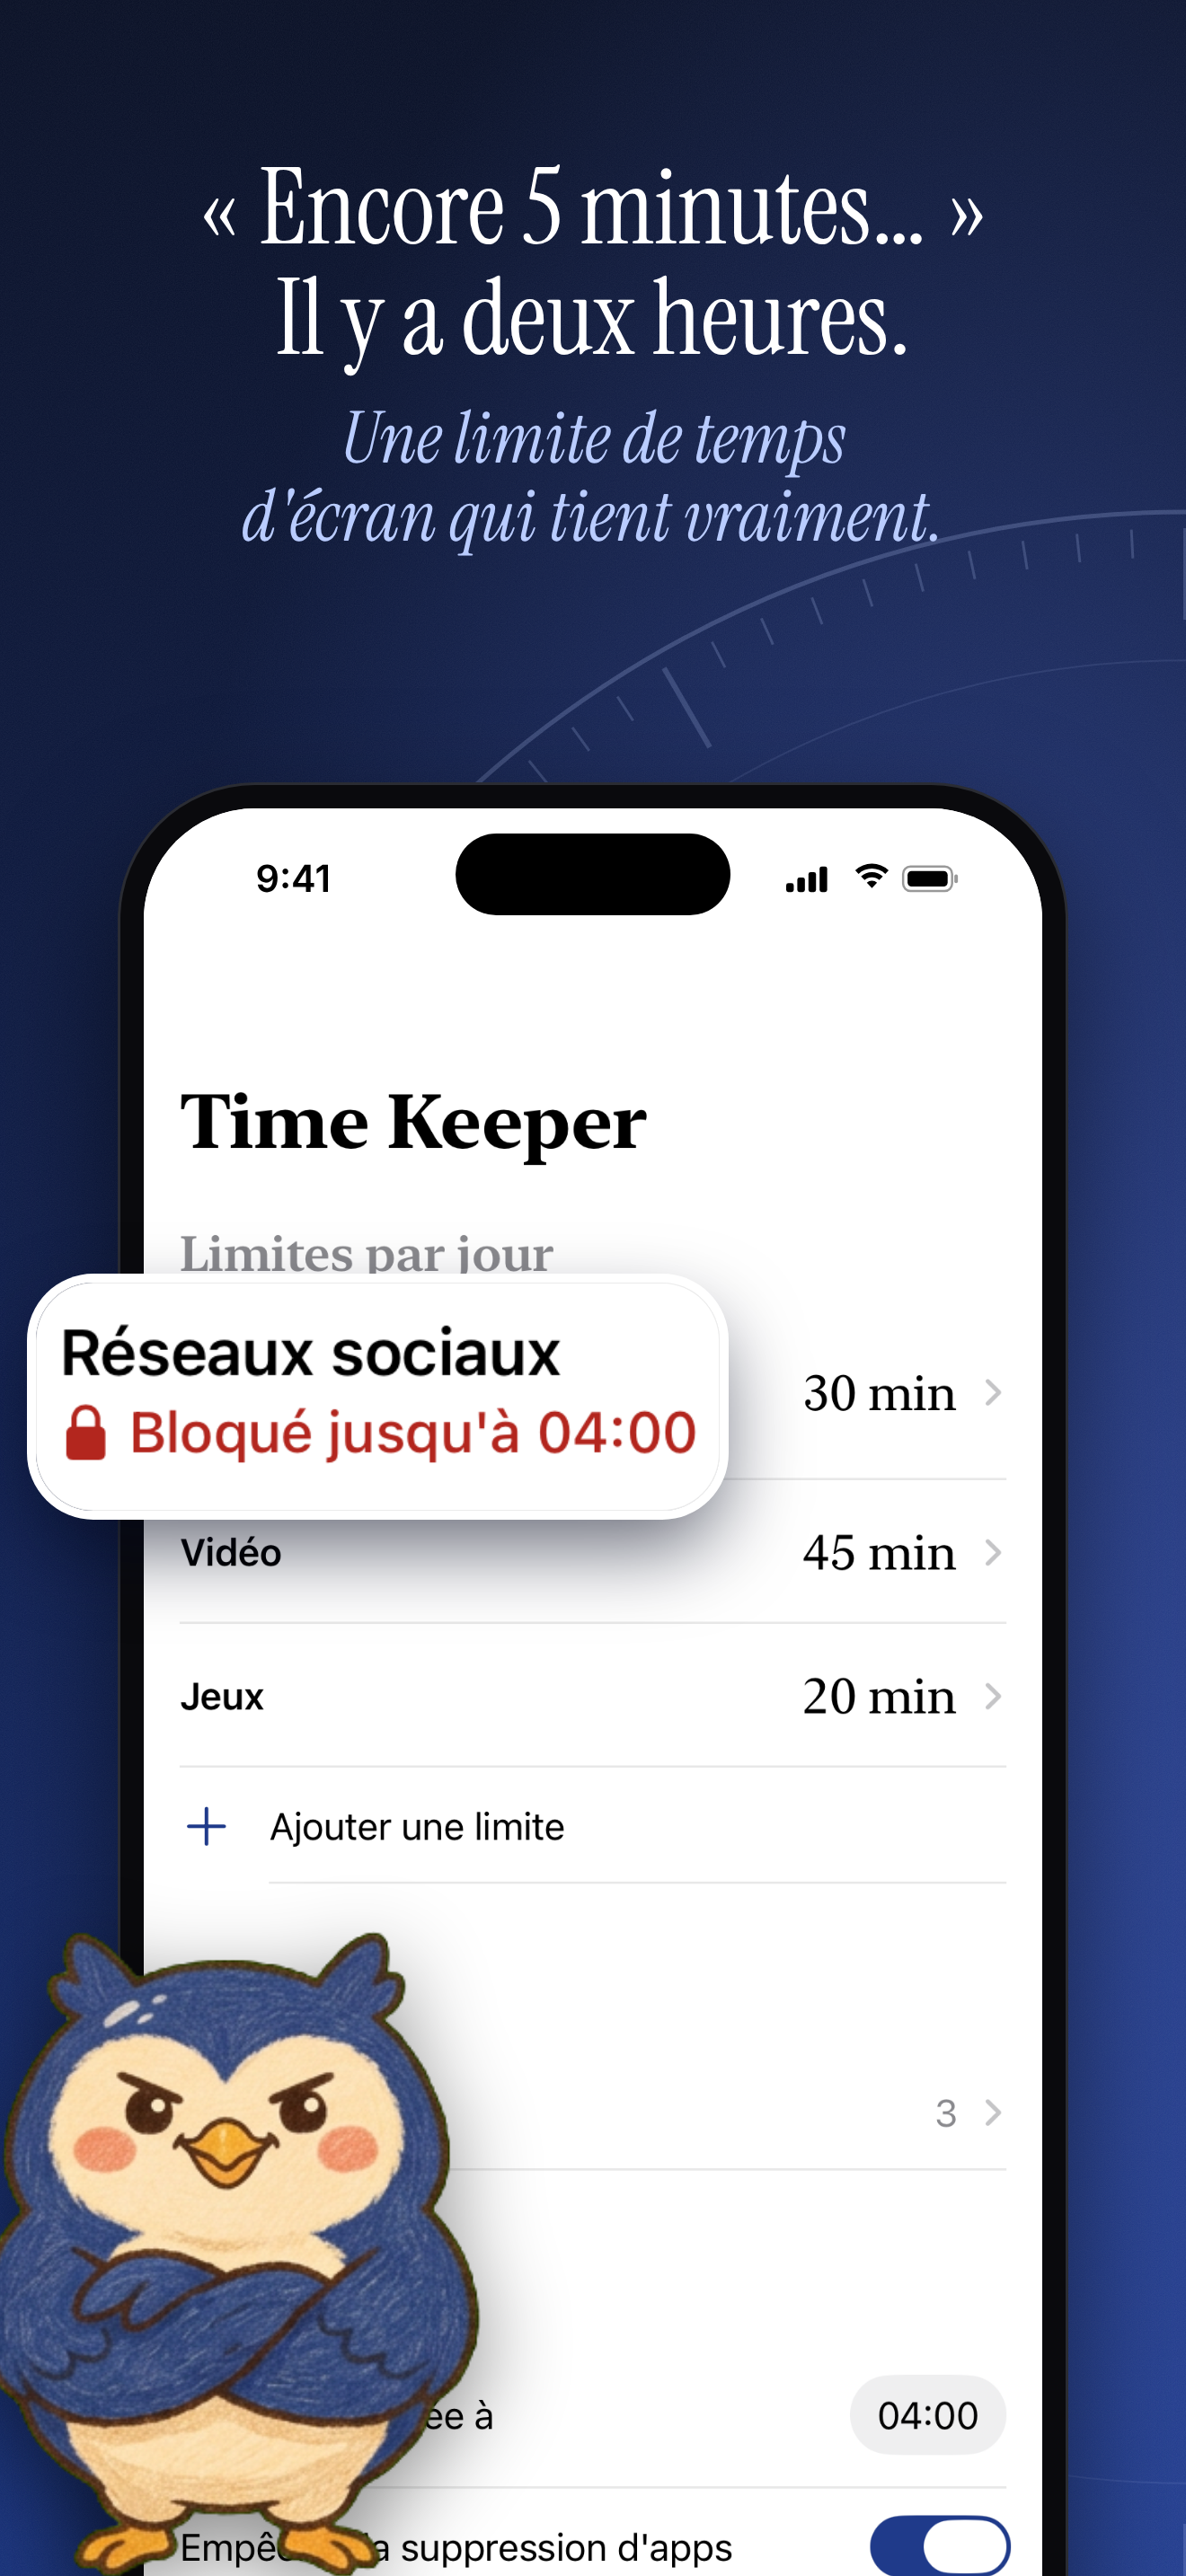 « Encore 5 minutes... »
Il y a deux heures.
Une limite de temps
d'écran qui tient vraiment.
9:41
Time Keeper
Limites par jour
Réseaux sociaux
Bloqué jusqu'à 04:00
30 min
Vidéo
45 min
Jeux
20 min
Ajouter une limite
3
à
04:00
suppression d'apps